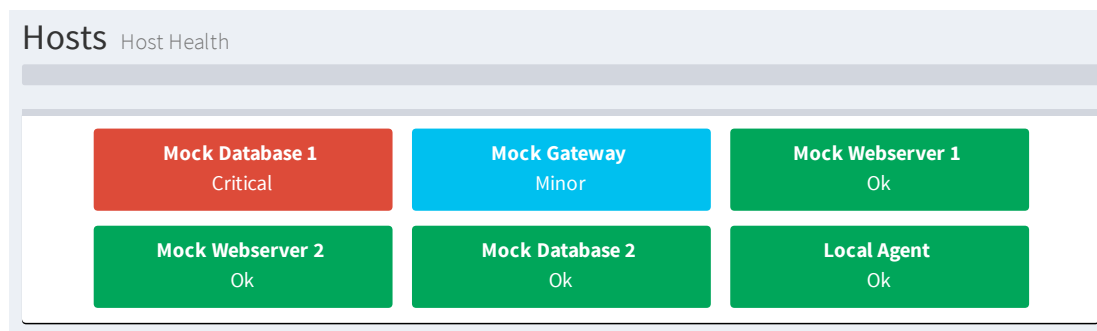 Hosts Host Health
Mock Database 1
Critical
Mock Gateway
Minor
Mock Webserver 1
Ok
Mock Webserver 2
Ok
Mock Database 2
Ok
Local Agent
Ok